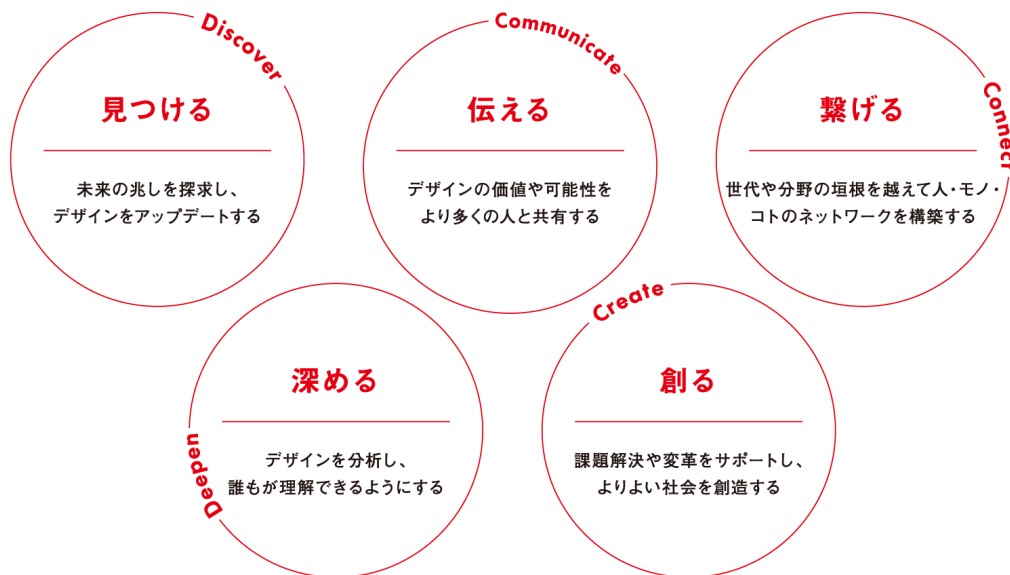 Discover
見つける
未来の兆しを探求し、
デザインをアップデートする
Communicate
伝える
デザインの価値や可能性を
より多くの人と共有する
Connect
繋げる
世代や分野の垣根を越えて人・モノ・
コトのネットワークを構築する
Deepen
深める
デザインを分析し、
誰もが理解できるようにする
Create
創る
課題解決や変革をサポートし、
よりよい社会を創造する